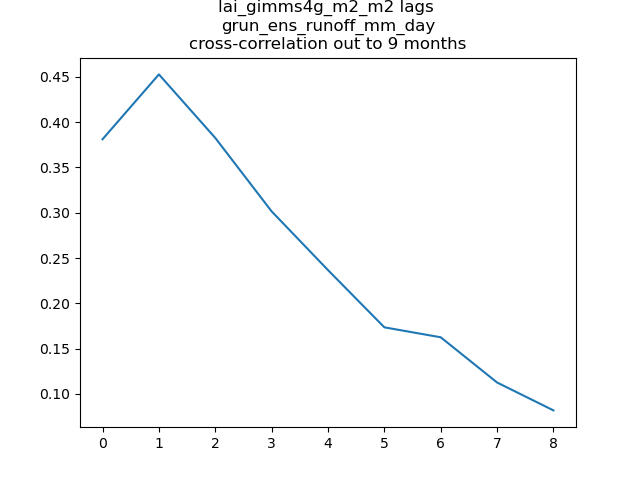 lai_gimms4g_m2_m2 lags
grun_ens_runoff_mm_day
cross-correlation out to 9 months
0.45
0.40
0.35
0.30
0.25
0.20
0.15
0.10
0 1 2 3 4 5 6 7 8